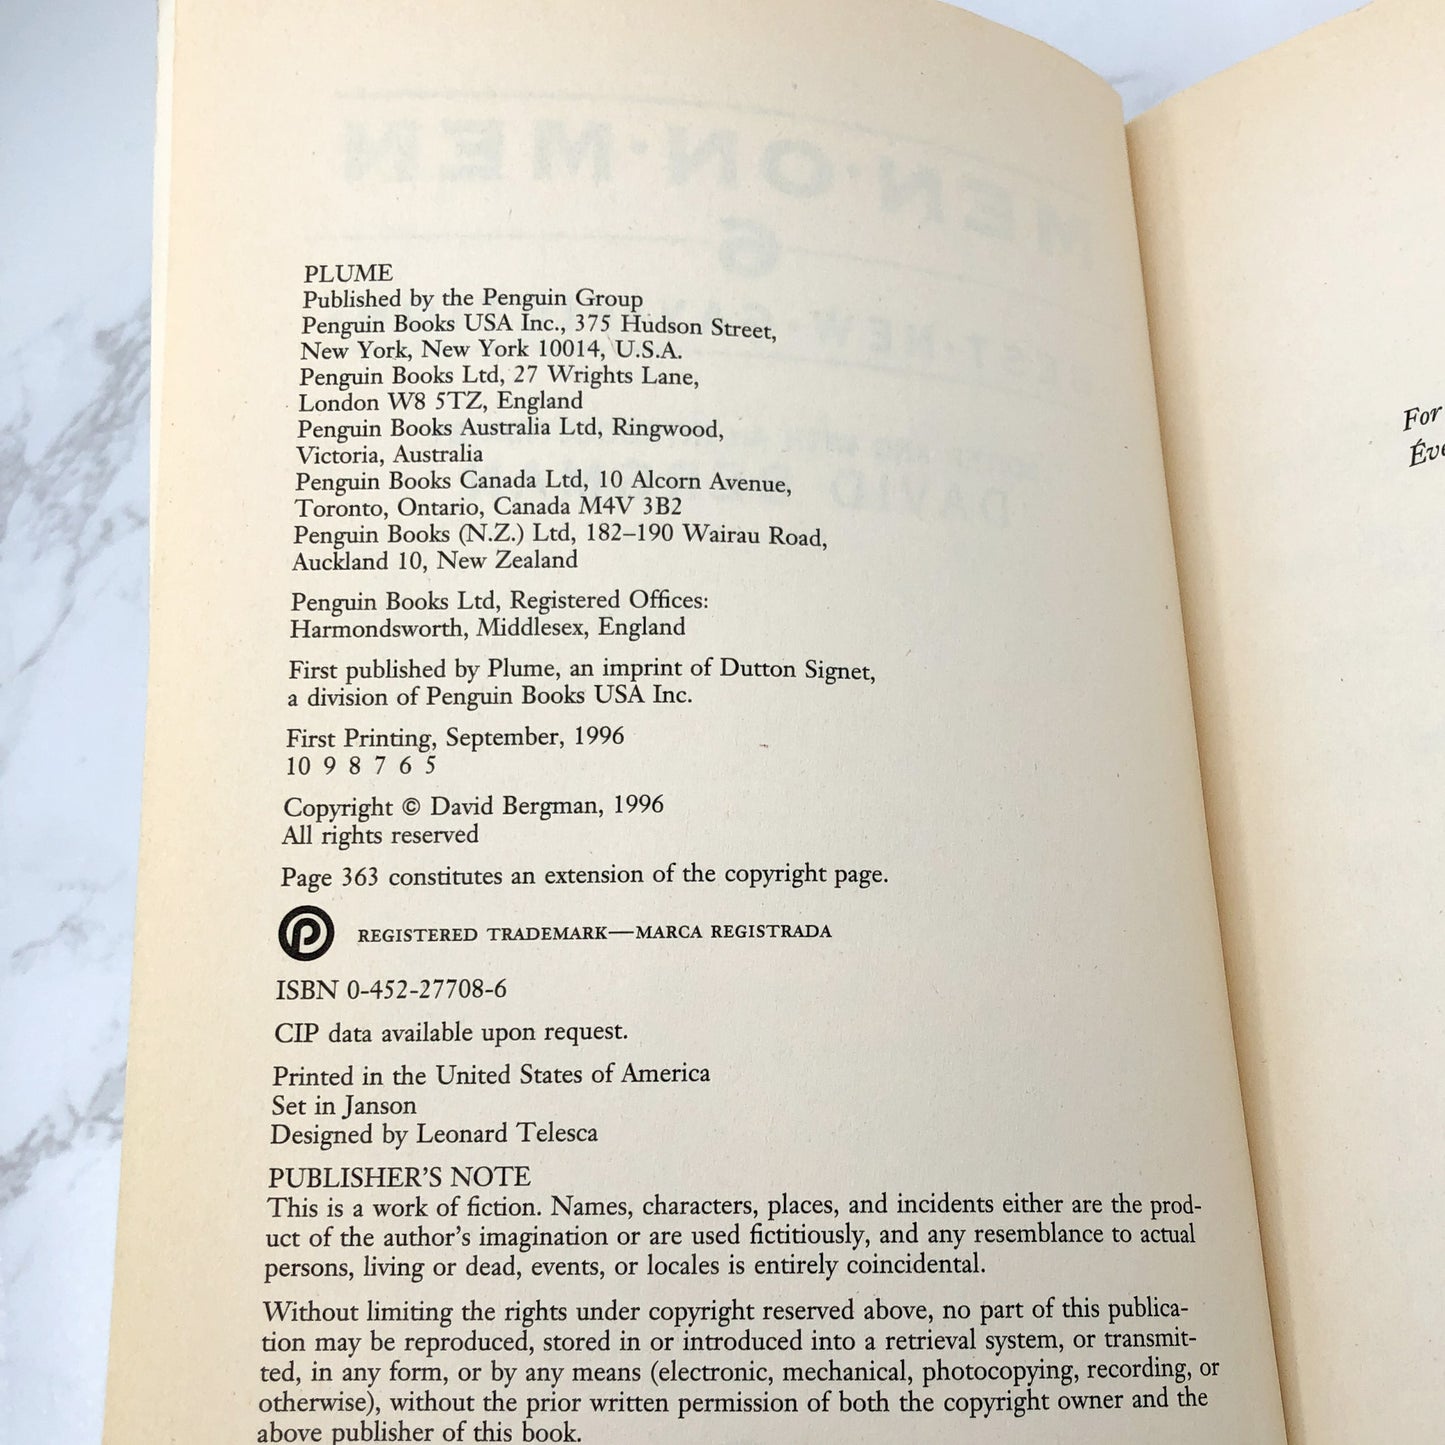 PLUME
Published by the Penguin Group
Penguin Books USA Inc., 375 Hudson Street,
New York, New York 10014, U.S.A.
Penguin Books Ltd, 27 Wrights Lane,
London W8 5TZ, England
Penguin Books Australia Ltd, Ringwood,
Victoria, Australia
Penguin Books Canada Ltd, 10 Alcorn Avenue,
Toronto, Ontario, Canada M4V 3B2
Penguin Books (N.Z.) Ltd, 182–190 Wairau Road,
Auckland 10, New Zealand
Penguin Books Ltd, Registered Offices:
Harmondsworth, Middlesex, England
First published by Plume, an imprint of Dutton Signet,
a division of Penguin Books USA Inc.
First Printing, September, 1996
10 9 8 7 6 5
Copyright © David Bergman, 1996
All rights reserved
Page 363 constitutes an extension of the copyright page.
REGISTERED TRADEMARK—MARCA REGISTRADA
ISBN 0-452-27708-6
CIP data available upon request.
Printed in the United States of America
Set in Janson
Designed by Leonard Telesca
PUBLISHER'S NOTE
This is a work of fiction. Names, characters, places, and incidents either are the prod-
uct of the author's imagination or are used fictitiously, and any resemblance to actual
persons, living or dead, events, or locales is entirely coincidental.
Without limiting the rights under copyright reserved above, no part of this publica-
tion may be reproduced, stored in or introduced into a retrieval system, or transmit-
ted, in any form, or by any means (electronic, mechanical, photocopying, recording, or
otherwise), without the prior written permission of both the copyright owner and the
above publisher of this book.
For